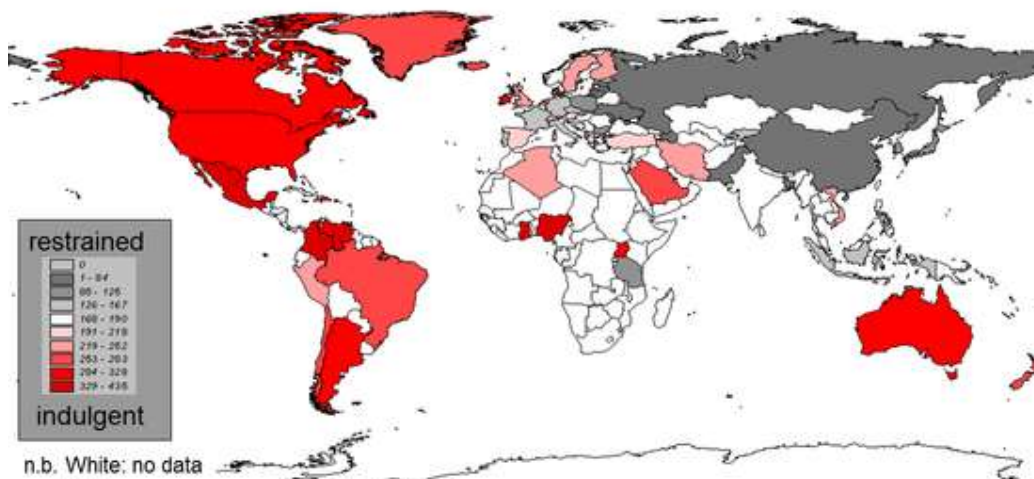 restrained
0
1 - 84
85 - 125
126 - 167
168 - 190
191 - 218
219 - 252
253 - 283
284 - 328
329 - 436
indulgent
n.b. White: no data